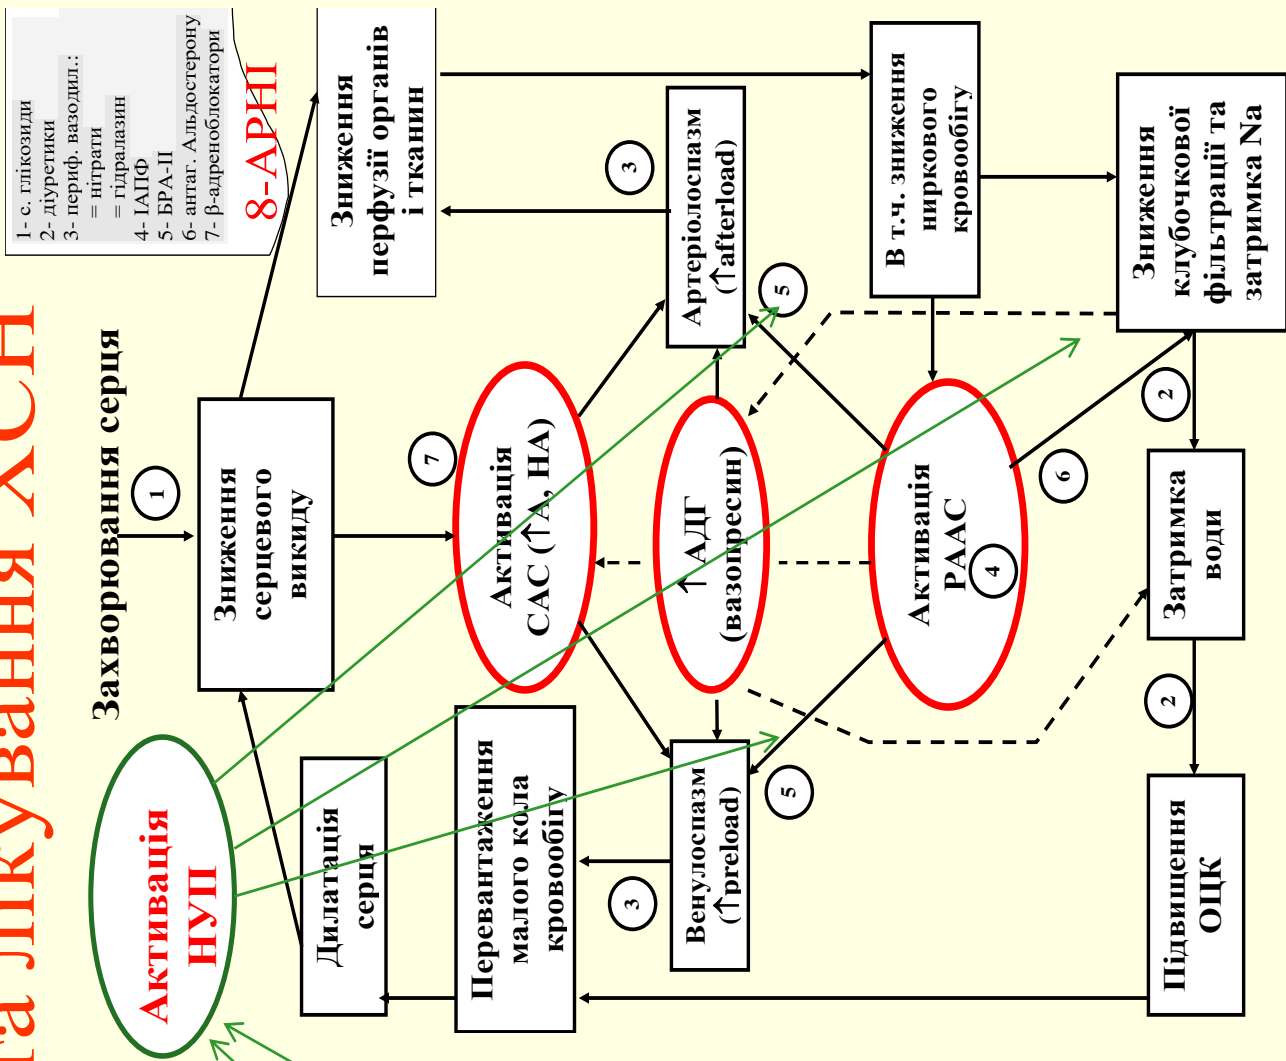 та лікування ХСН
1- с. глікозиди
2- діуретики
3- периф. вазодил.:
= нітрати
= гідралазин
4- ІАПФ
5- БРА-ІІ
6- антаг. Альдостерону
7- β-адреноблокатори
8-АРНІ
Захворювання серця
1
Активація
НУП
Зниження
серцевого
викиду
Дилатація
серця
Зниження
перфузії органів
і тканин
7
Перевантаження
малого кола
кровообігу
Активація
САС (↑А, НА)
3
3
Венулоспазм
(↑preload)
↑ АДГ
(вазопресин)
Артеріолоспазм
(↑afterload)
5
5
Активація
РААС
4
В т.ч. зниження
ниркового
кровообігу
6
2
2
Підвищення
ОЦК
Затримка
води
Зниження
клубочкової
фільтрації та
затримка Na